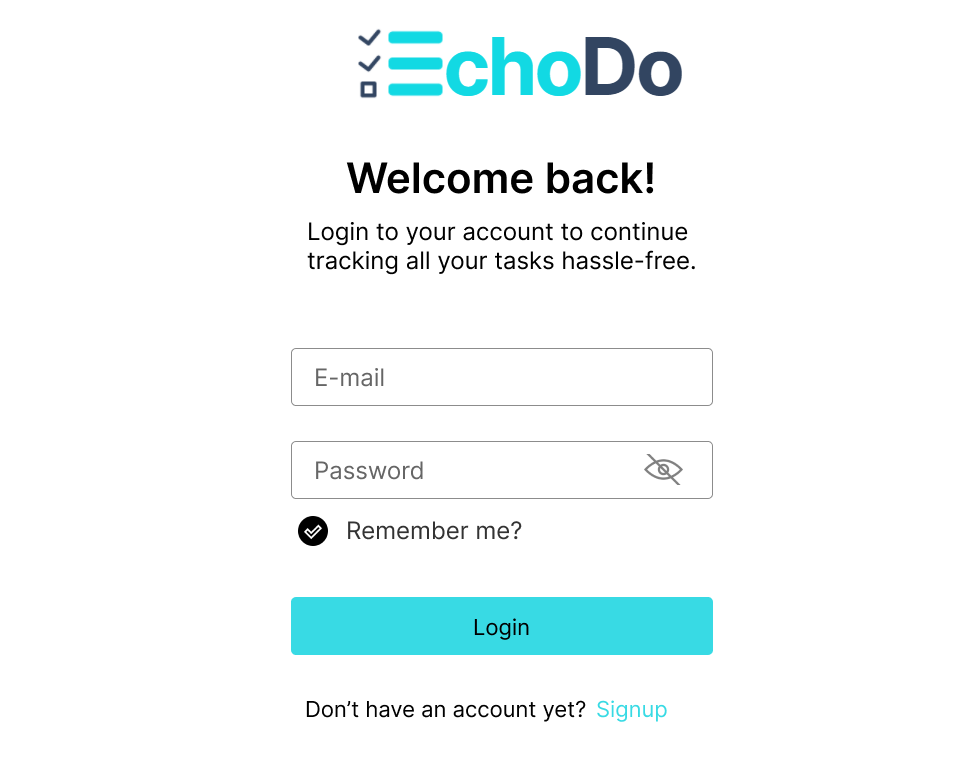 EchoDo
Welcome back!
Login to your account to continue
tracking all your tasks hassle-free.
E-mail
Password
Remember me?
Login
Don’t have an account yet? Signup